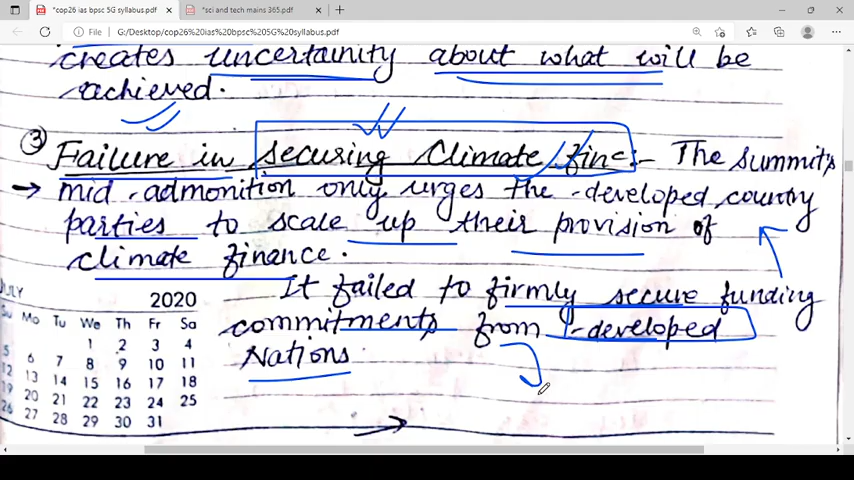 *cop26 ias bpsc 5G syllabus.pdf
*sci and tech mains 365.pdf
File | G:/Desktop/cop26%20ias%20bpsc%205G%20syllabus.pdf
creates uncertainity about what will be
achieved.
③ Failure in securing Climate finc :- The Summit's
→ mid-admonition only urges the developed country
parties to scale up their provision of
climate finance.
It failed to firmly secure funding
commitments from developed
Nations
JULY 2020
Su Mo Tu We Th Fr Sa
1 2 3 4
5 6 7 8 9 10 11
12 13 14 15 16 17 18
19 20 21 22 23 24 25
26 27 28 29 30 31